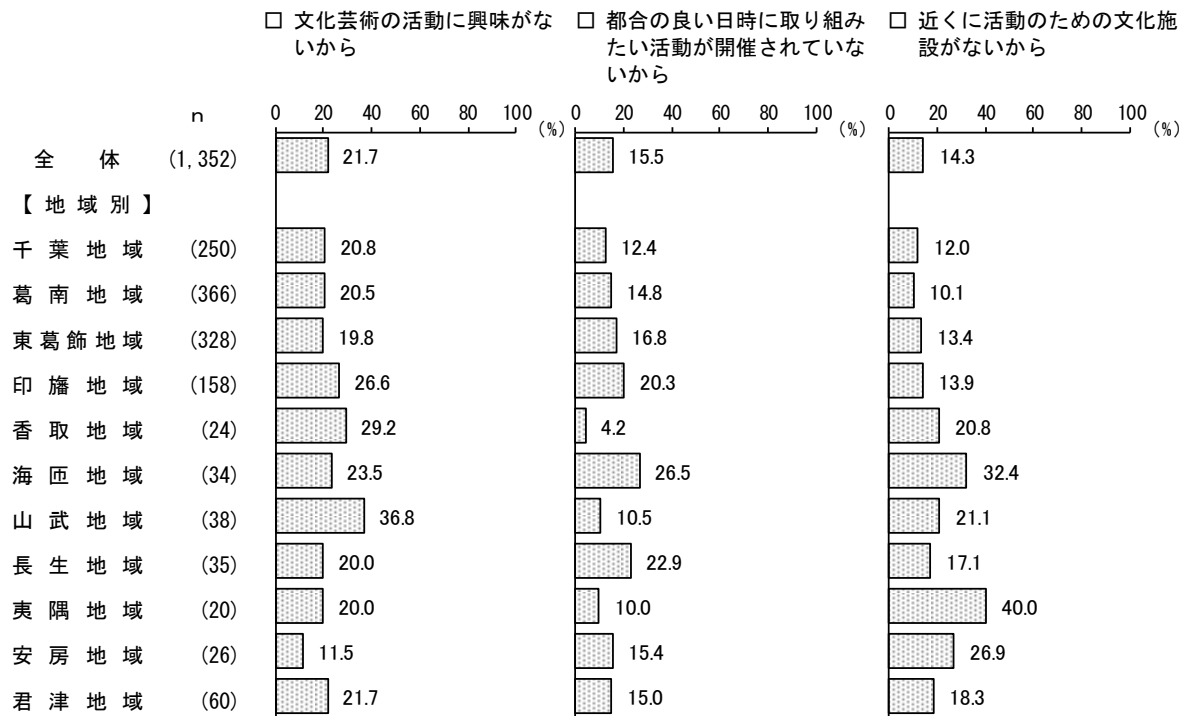 □ 文化芸術の活動に興味がな
いから
□ 都合の良い日時に取り組み
たい活動が開催されていな
いから
□ 近くに活動のための文化施
設がないから
n
0 20 40 60 80 100 (%)
0 20 40 60 80 100 (%)
0 20 40 60 80 100 (%)
全体 (1,352) 21.7 15.5 14.3
【地域別】
千葉地域 (250) 20.8 12.4 12.0
葛南地域 (366) 20.5 14.8 10.1
東葛飾地域 (328) 19.8 16.8 13.4
印旛地域 (158) 26.6 20.3 13.9
香取地域 (24) 29.2 4.2 20.8
海匝地域 (34) 23.5 26.5 32.4
山武地域 (38) 36.8 10.5 21.1
長生地域 (35) 20.0 22.9 17.1
夷隅地域 (20) 20.0 10.0 40.0
安房地域 (26) 11.5 15.4 26.9
君津地域 (60) 21.7 15.0 18.3